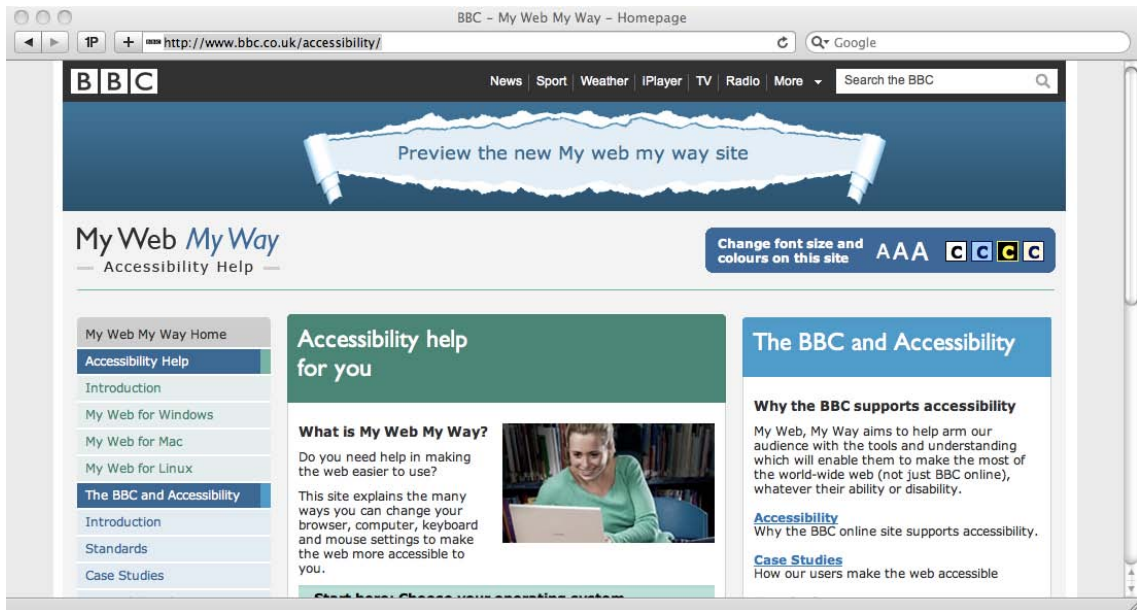 BBC – My Web My Way – Homepage
1P
+
http://www.bbc.co.uk/accessibility/
Google
BBC
News Sport Weather iPlayer TV Radio More Search the BBC
Preview the new My web my way site
My Web My Way
Accessibility Help
Change font size and
colours on this site
A A A C C C C
My Web My Way Home
Accessibility Help
Introduction
My Web for Windows
My Web for Mac
My Web for Linux
The BBC and Accessibility
Introduction
Standards
Case Studies
Accessibility help
for you
What is My Web My Way?
Do you need help in making
the web easier to use?
This site explains the many
ways you can change your
browser, computer, keyboard
and mouse settings to make
the web more accessible to
you.
Start here: Choose your operating system
The BBC and Accessibility
Why the BBC supports accessibility
My Web, My Way aims to help arm our
audience with the tools and understanding
which will enable them to make the most of
the world-wide web (not just BBC online),
whatever their ability or disability.
Accessibility
Why the BBC online site supports accessibility.
Case Studies
How our users make the web accessible